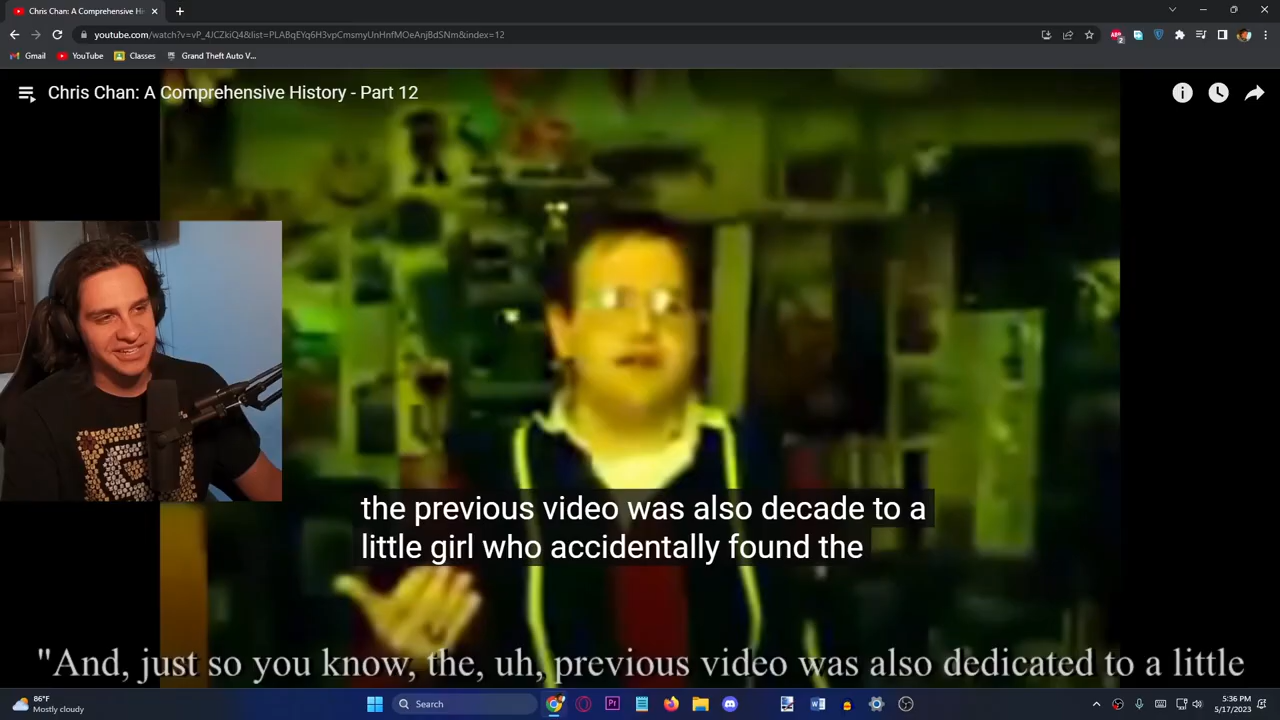 Chris Chan: A Comprehensive Hi
youtube.com/watch?v=vP_4JCZkiQ4&list=PLABqEYq6H3vpCmsmyUnHnfMOeAnjBdSNm&index=12
Gmail
YouTube
Classes
Grand Theft Auto V...
Chris Chan: A Comprehensive History - Part 12
the previous video was also decade to a
little girl who accidentally found the
"And, just so you know, the, uh, previous video was also dedicated to a little
86°F
Mostly cloudy
Search
5:36 PM
5/17/2023